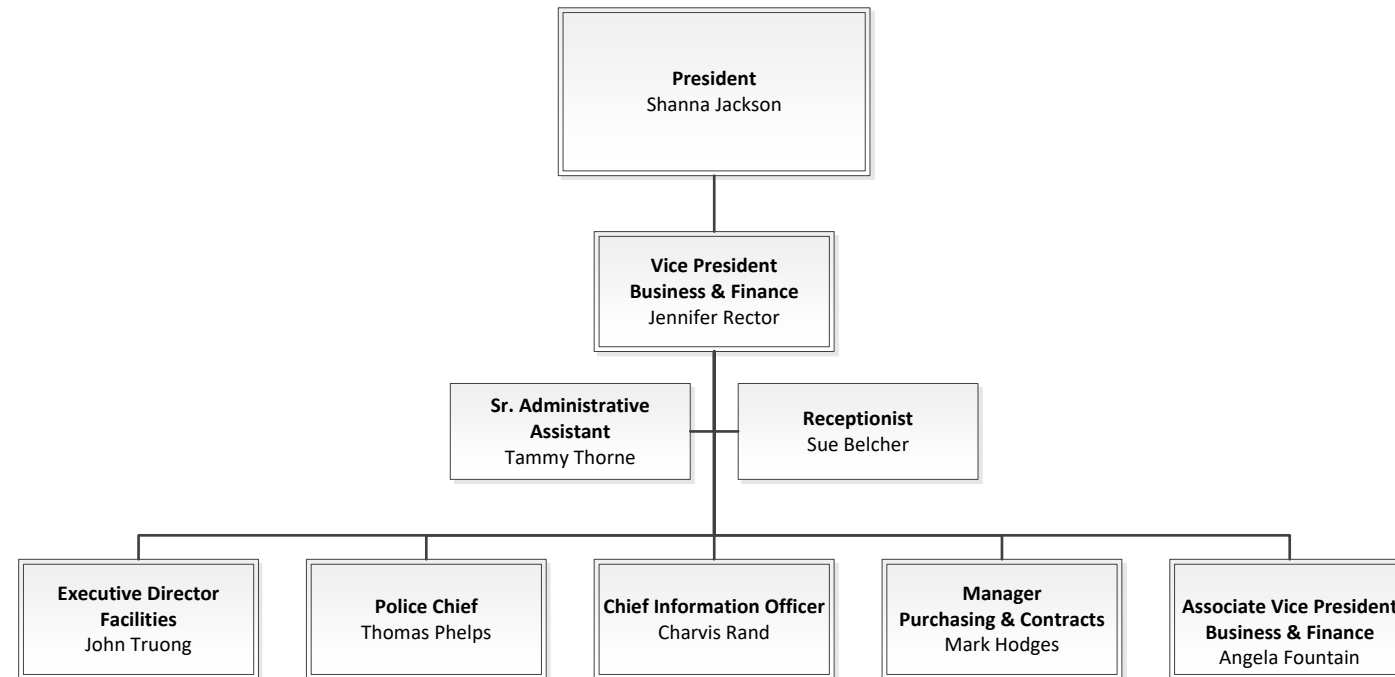 President
Shanna Jackson
Vice President
Business & Finance
Jennifer Rector
Sr. Administrative
Assistant
Tammy Thorne
Receptionist
Sue Belcher
Executive Director
Facilities
John Truong
Police Chief
Thomas Phelps
Chief Information Officer
Charvis Rand
Manager
Purchasing & Contracts
Mark Hodges
Associate Vice President
Business & Finance
Angela Fountain